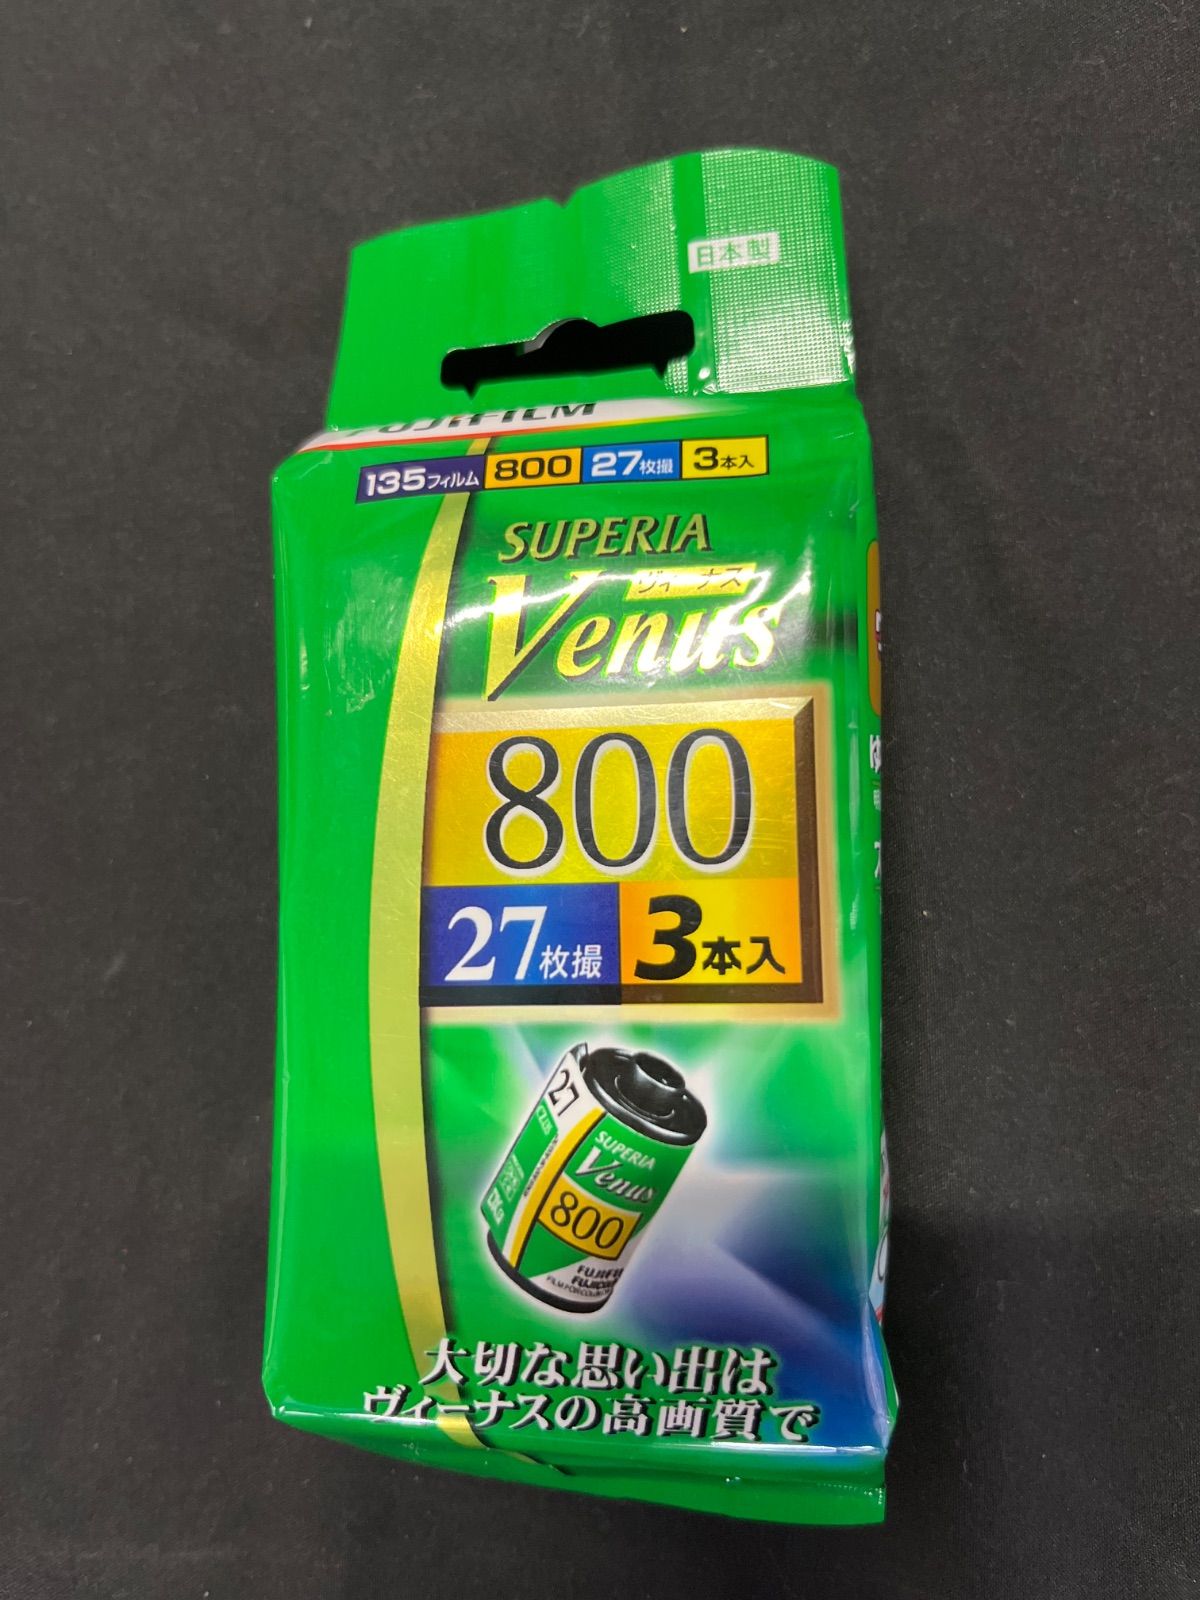 日本製
FUJIFILM
135フィルム 800 27枚撮 3本入
SUPERIA
ヴィーナス
Venus
800
27枚撮 3本入
27
SUPERIA
Venus
800
大切な思い出は
ヴィーナスの高画質で